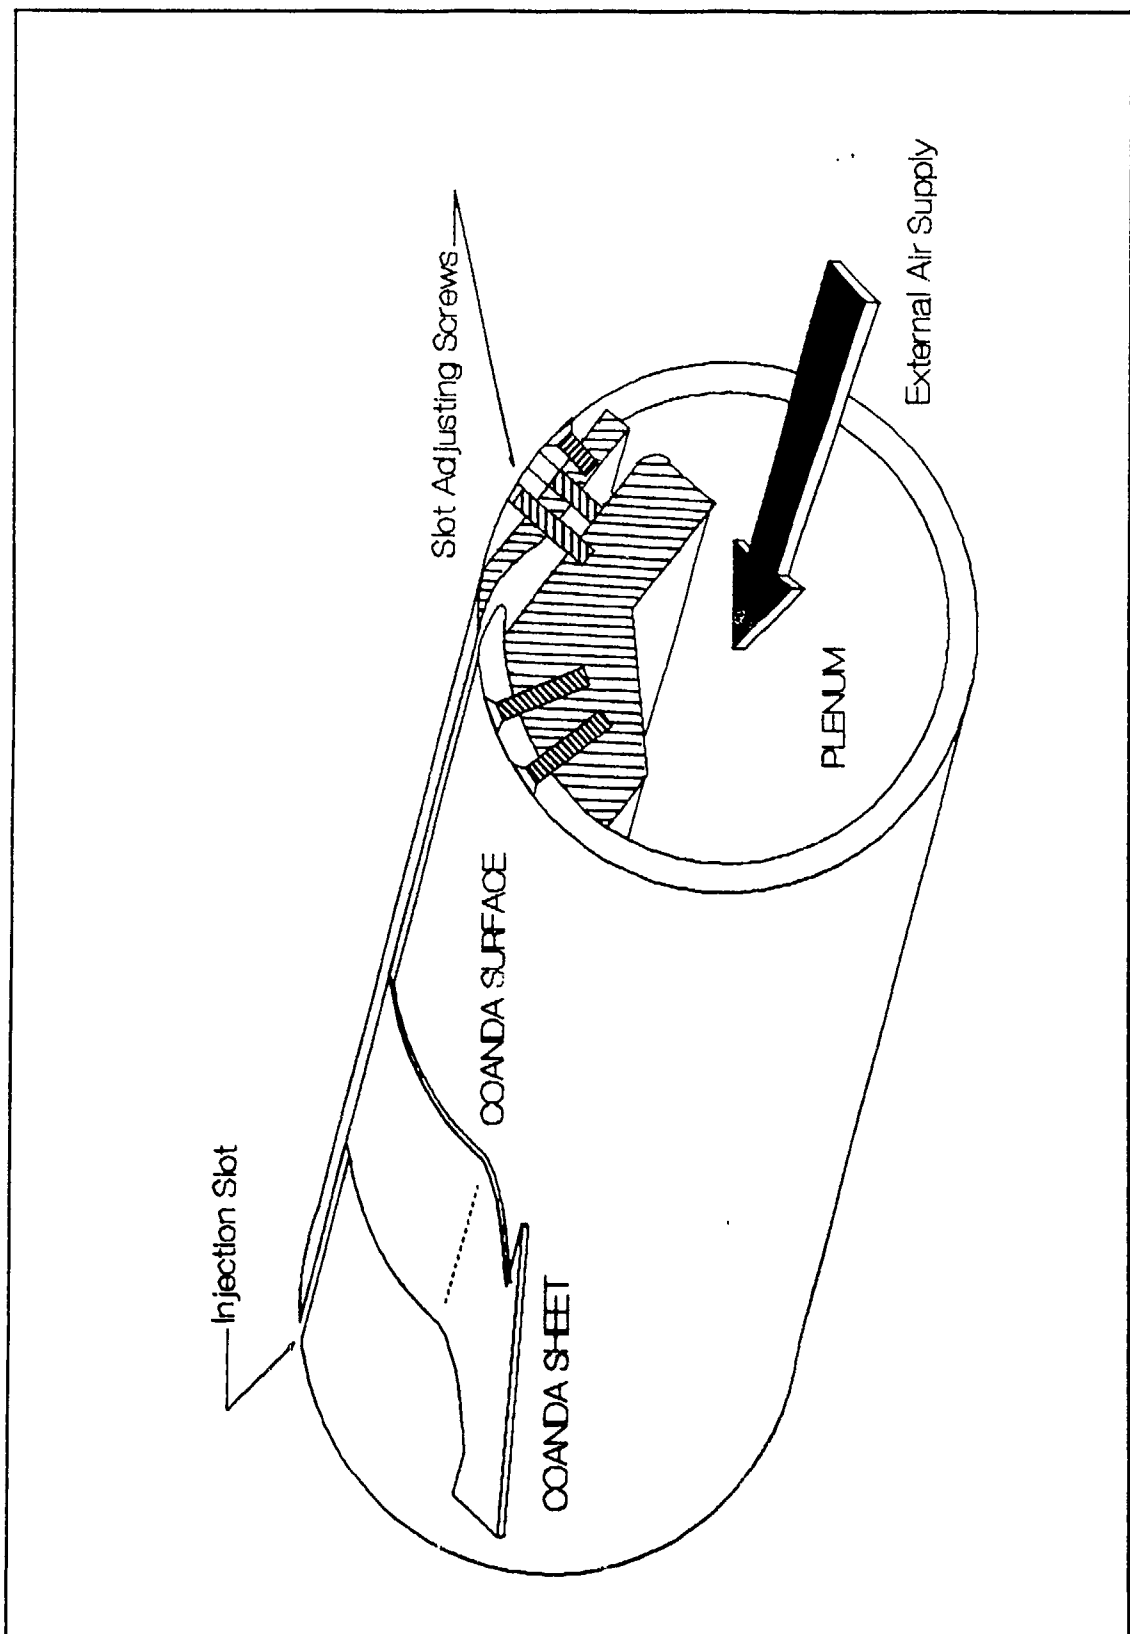 Injection Slot
Slot Adjusting Screws
COANDA SURFACE
COANDA SHEET
PLENUM
External Air Supply